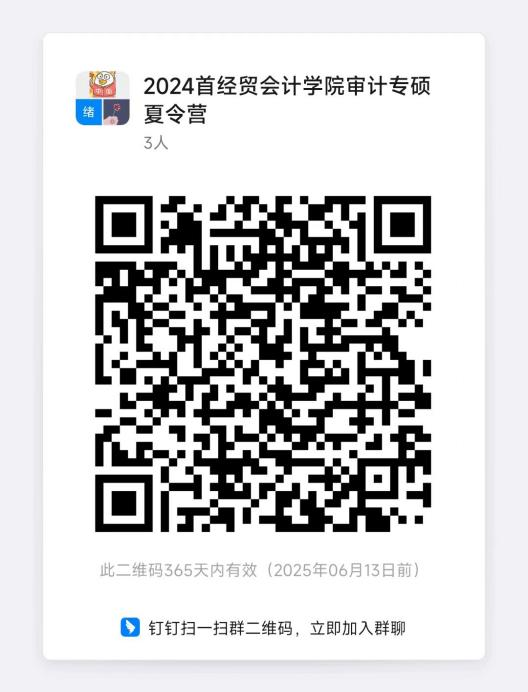 2024首经贸会计学院审计专硕
夏令营
绪
3人
此二维码365天内有效（2025年06月13日前）
钉钉扫一扫群二维码，立即加入群聊